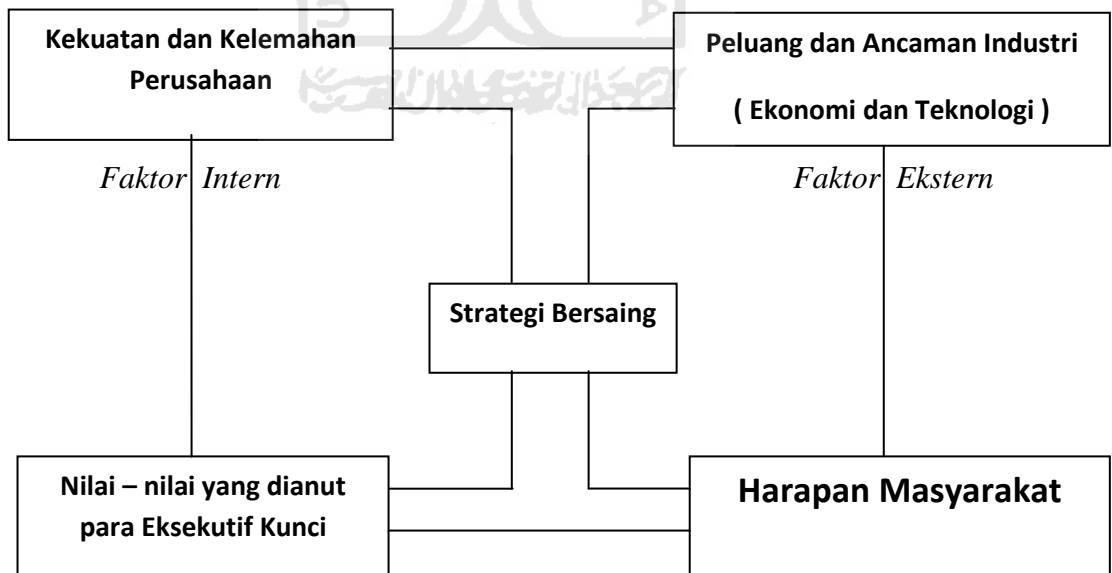 Kekuatan dan Kelemahan
Perusahaan
Peluang dan Ancaman Industri
( Ekonomi dan Teknologi )
Faktor Intern
Faktor Ekstern
Strategi Bersaing
Nilai – nilai yang dianut
para Eksekutif Kunci
Harapan Masyarakat